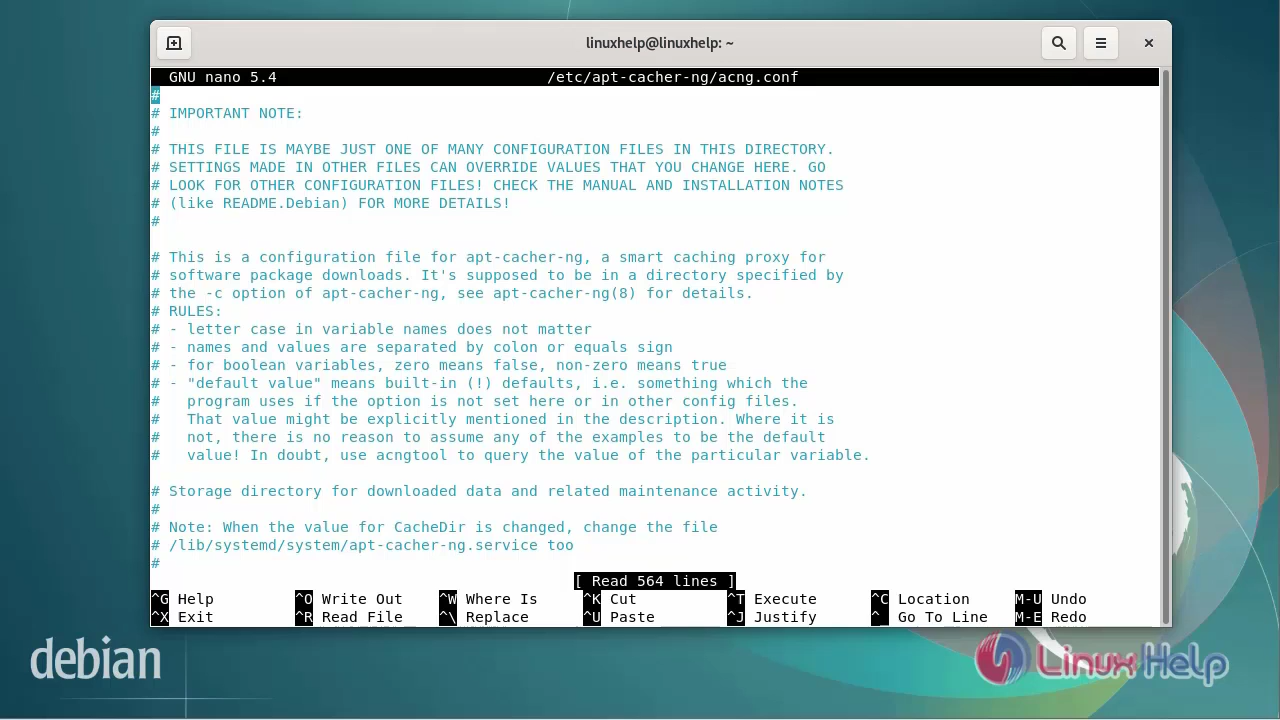 linuxhelp@linuxhelp: ~
GNU nano 5.4 /etc/apt-cacher-ng/acng.conf
#
# IMPORTANT NOTE:
#
# THIS FILE IS MAYBE JUST ONE OF MANY CONFIGURATION FILES IN THIS DIRECTORY.
# SETTINGS MADE IN OTHER FILES CAN OVERRIDE VALUES THAT YOU CHANGE HERE. GO
# LOOK FOR OTHER CONFIGURATION FILES! CHECK THE MANUAL AND INSTALLATION NOTES
# (like README.Debian) FOR MORE DETAILS!
#
# This is a configuration file for apt-cacher-ng, a smart caching proxy for
# software package downloads. It's supposed to be in a directory specified by
# the -c option of apt-cacher-ng, see apt-cacher-ng(8) for details.
# RULES:
# - letter case in variable names does not matter
# - names and values are separated by colon or equals sign
# - for boolean variables, zero means false, non-zero means true
# - "default value" means built-in (!) defaults, i.e. something which the
#   program uses if the option is not set here or in other config files.
#   That value might be explicitly mentioned in the description. Where it is
#   not, there is no reason to assume any of the examples to be the default
#   value! In doubt, use acngtool to query the value of the particular variable.
# Storage directory for downloaded data and related maintenance activity.
#
# Note: When the value for CacheDir is changed, change the file
# /lib/systemd/system/apt-cacher-ng.service too
#
[ Read 564 lines ]
^G Help ^O Write Out ^W Where Is ^K Cut ^T Execute ^C Location M-U Undo
^X Exit ^R Read File ^\ Replace ^U Paste ^J Justify ^_ Go To Line M-E Redo
debian
Linux Help